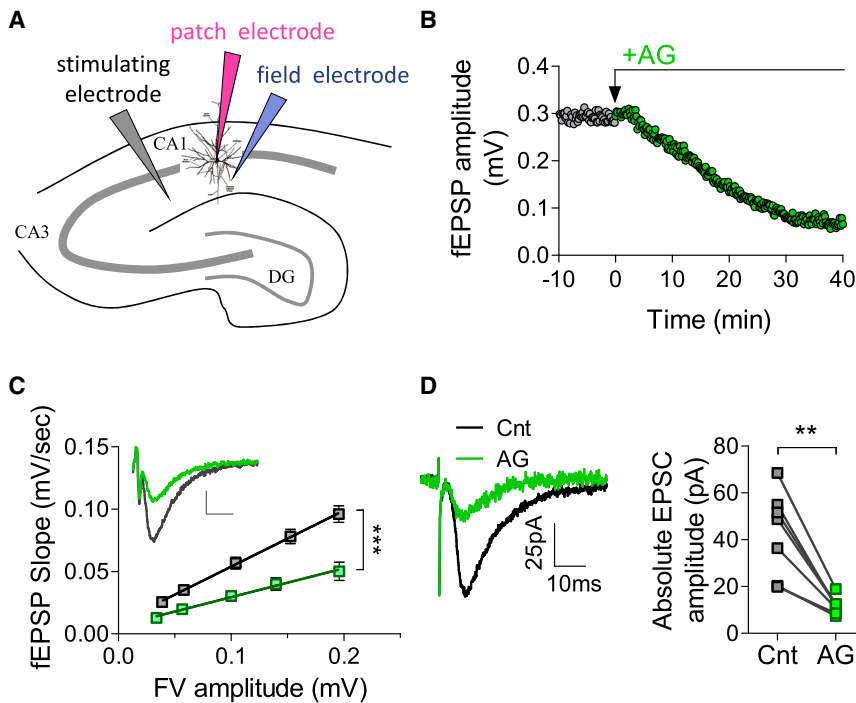 A
patch electrode
stimulating
electrode
field electrode
CA1
CA3
DG
B
+AG
fEPSP amplitude
(mV)
0.4
0.3
0.2
0.1
0.0
-10 0 10 20 30 40
Time (min)
C
fEPSP Slope (mV/sec)
0.15
0.10
0.05
0.00
***
0.0 0.1 0.2
FV amplitude (mV)
D
Cnt
AG
25pA
10ms
Absolute EPSC
amplitude (pA)
**
80
60
40
20
0
Cnt AG